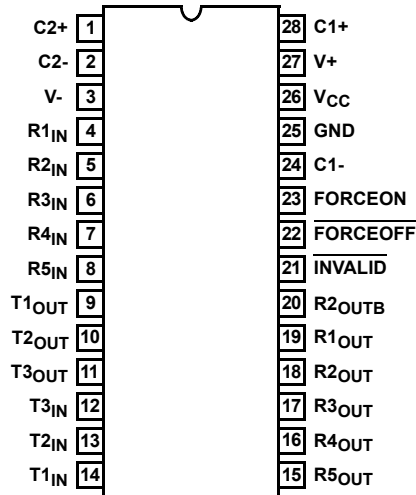 C2+ 1 28 C1+
C2- 2 27 V+
V- 3 26 VCC
R1IN 4 25 GND
R2IN 5 24 C1-
R3IN 6 23 FORCEON
R4IN 7 22 FORCEOFF
R5IN 8 21 INVALID
T1OUT 9 20 R2OUTB
T2OUT 10 19 R1OUT
T3OUT 11 18 R2OUT
T3IN 12 17 R3OUT
T2IN 13 16 R4OUT
T1IN 14 15 R5OUT